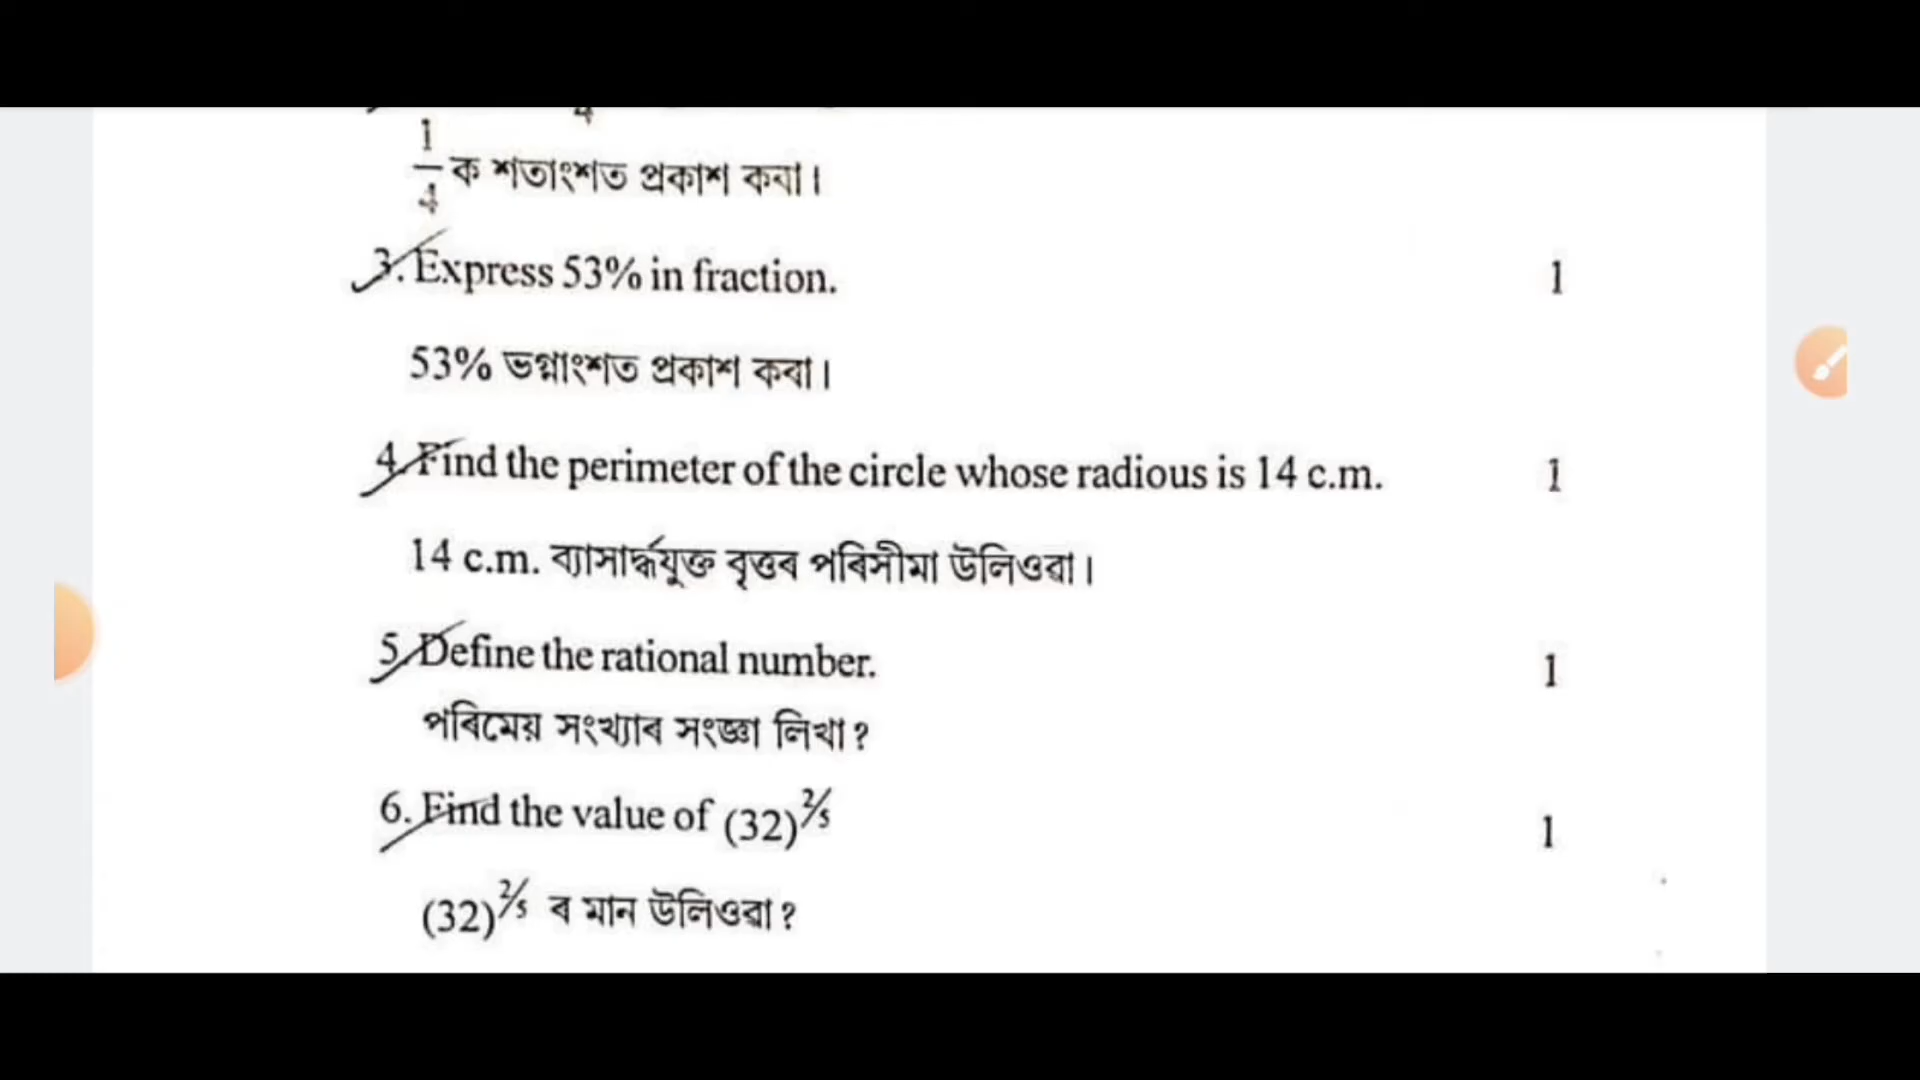 1/4 ক শতাংশত প্ৰকাশ কৰা।
3. Express 53% in fraction. 1
53% ভগ্নাংশত প্ৰকাশ কৰা।
4. Find the perimeter of the circle whose radious is 14 c.m. 1
14 c.m. ব্যাসাৰ্দ্ধযুক্ত বৃত্তৰ পৰিসীমা উলিওৱা।
5. Define the rational number. 1
পৰিমেয় সংখ্যাৰ সংজ্ঞা লিখা?
6. Find the value of (32)^2/5 1
(32)^2/5 ৰ মান উলিওৱা?